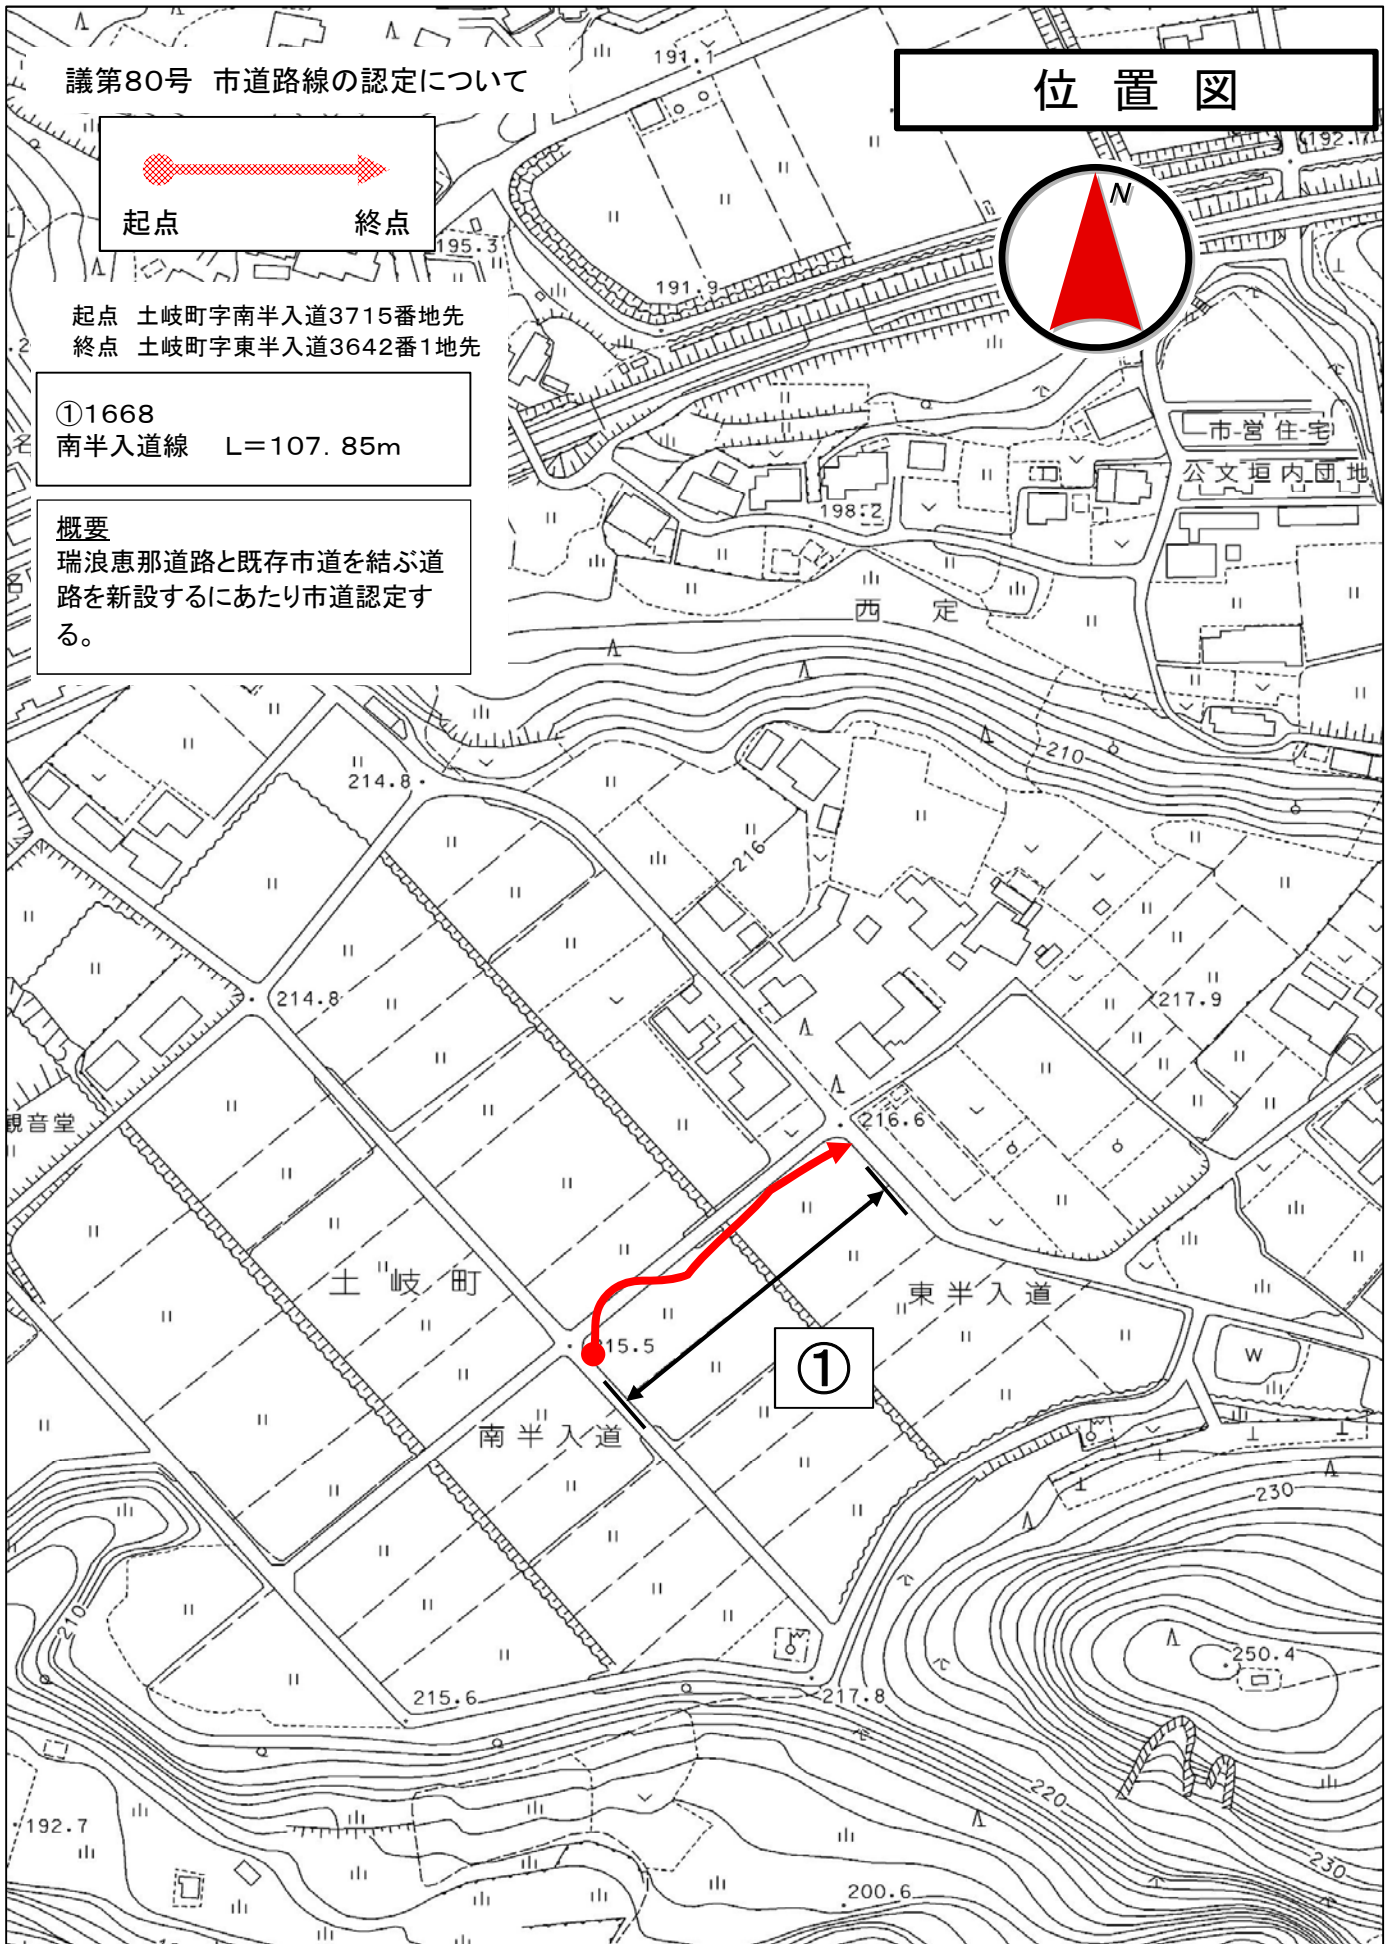 議第80号 市道路線の認定について
位 置 図
起点 終点
N
起点 土岐町字南半入道3715番地先
終点 土岐町字東半入道3642番1地先
①1668
南半入道線 L=107.85m
概要
瑞浪恵那道路と既存市道を結ぶ道
路を新設するにあたり市道認定す
る。
191.1
192.7
195.3
191.9
市営住宅
公文垣内団地
198.2
西 定
210
214.8
216
214.8
217.9
観音堂
216.6
土 岐 町
東半入道
215.5
①
W
南半入道
230
210
250.4
215.6
217.8
220
192.7
230
200.6